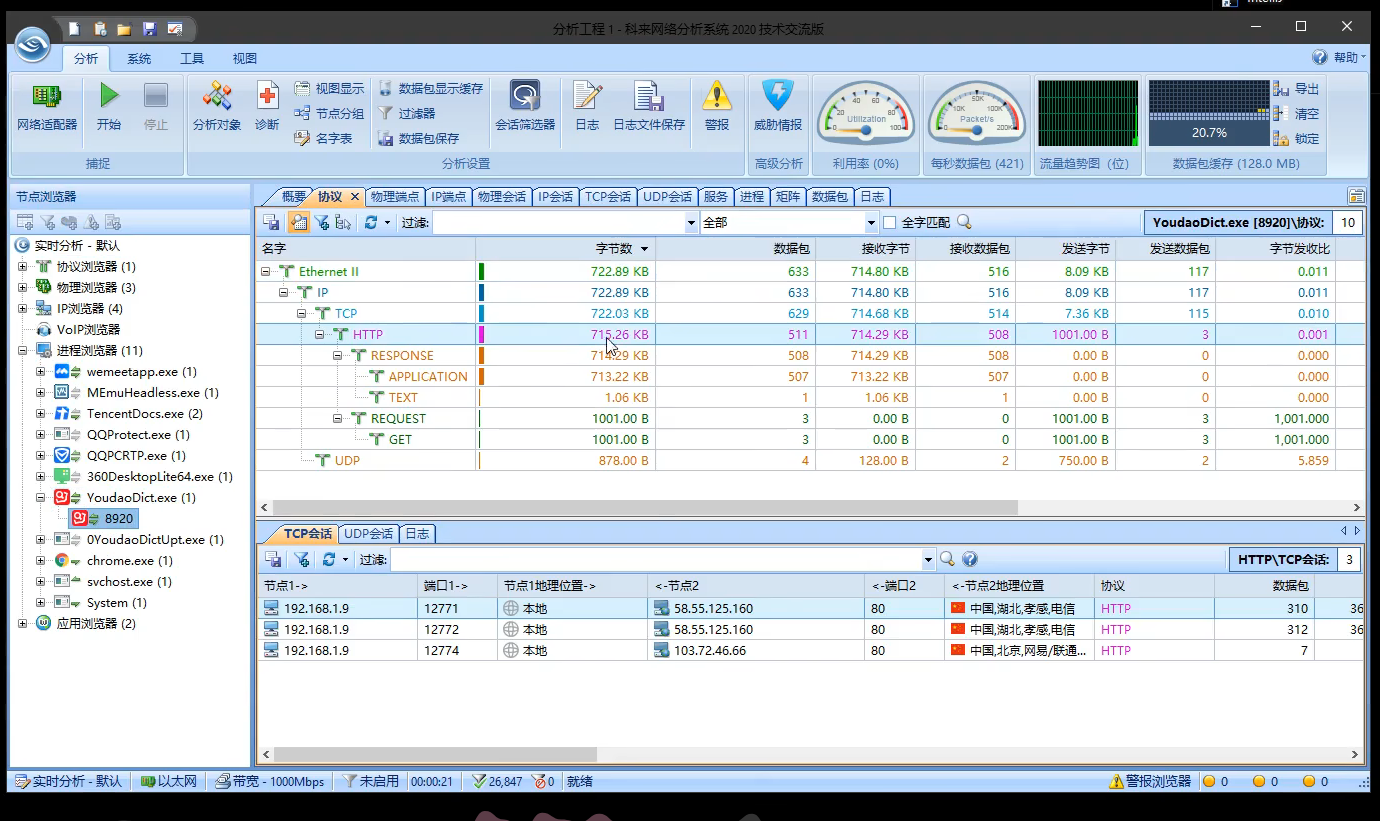 分析工程 1 - 科来网络分析系统 2020 技术交流版
分析 系统 工具 视图 帮助
网络适配器 开始 停止 分析对象 诊断 视图显示 节点分组 名字表 数据包显示缓存 过滤器 数据包保存 会话筛选器 日志 日志文件保存 警报 威胁情报 导出 清空 锁定
Utilization 0 20 40 60 80 100
Packet/s 0 10K 50K 100K 200K
20.7%
捕捉 分析设置 高级分析 利用率 (0%) 每秒数据包 (421) 流量趋势图（位） 数据包缓存 (128.0 MB)
节点浏览器
实时分析 - 默认
协议浏览器 (1)
物理浏览器 (3)
IP浏览器 (4)
VoIP浏览器
进程浏览器 (11)
wemeetapp.exe (1)
MEmuHeadless.exe (1)
TencentDocs.exe (2)
QQProtect.exe (1)
QQPCRTP.exe (1)
360DesktopLite64.exe (1)
YoudaoDict.exe (1)
8920
0YoudaoDictUpt.exe (1)
chrome.exe (1)
svchost.exe (1)
System (1)
应用浏览器 (2)
概要 协议 物理端点 IP端点 物理会话 IP会话 TCP会话 UDP会话 服务 进程 矩阵 数据包 日志
过滤: 全部 全字匹配 YoudaoDict.exe [8920]\协议: 10
名字 字节数 数据包 接收字节 接收数据包 发送字节 发送数据包 字节发收比
Ethernet II 722.89 KB 633 714.80 KB 516 8.09 KB 117 0.011
IP 722.89 KB 633 714.80 KB 516 8.09 KB 117 0.011
TCP 722.03 KB 629 714.68 KB 514 7.36 KB 115 0.010
HTTP 715.26 KB 511 714.29 KB 508 1001.00 B 3 0.001
RESPONSE 714.29 KB 508 714.29 KB 508 0.00 B 0 0.000
APPLICATION 713.22 KB 507 713.22 KB 507 0.00 B 0 0.000
TEXT 1.06 KB 1 1.06 KB 1 0.00 B 0 0.000
REQUEST 1001.00 B 3 0.00 B 0 1001.00 B 3 1,001.000
GET 1001.00 B 3 0.00 B 0 1001.00 B 3 1,001.000
UDP 878.00 B 4 128.00 B 2 750.00 B 2 5.859
TCP会话 UDP会话 日志
过滤: HTTP\TCP会话: 3
节点1-> 端口1-> 节点1地理位置-> <-节点2 <-端口2 <-节点2地理位置 协议 数据包
192.168.1.9 12771 本地 58.55.125.160 80 中国,湖北,孝感,电信 HTTP 310 36
192.168.1.9 12772 本地 58.55.125.160 80 中国,湖北,孝感,电信 HTTP 312 36
192.168.1.9 12774 本地 103.72.46.66 80 中国,北京,网易/联通... HTTP 7
实时分析 - 默认 以太网 带宽 - 1000Mbps 未启用 00:00:21 26,847 0 就绪 警报浏览器 0 0 0